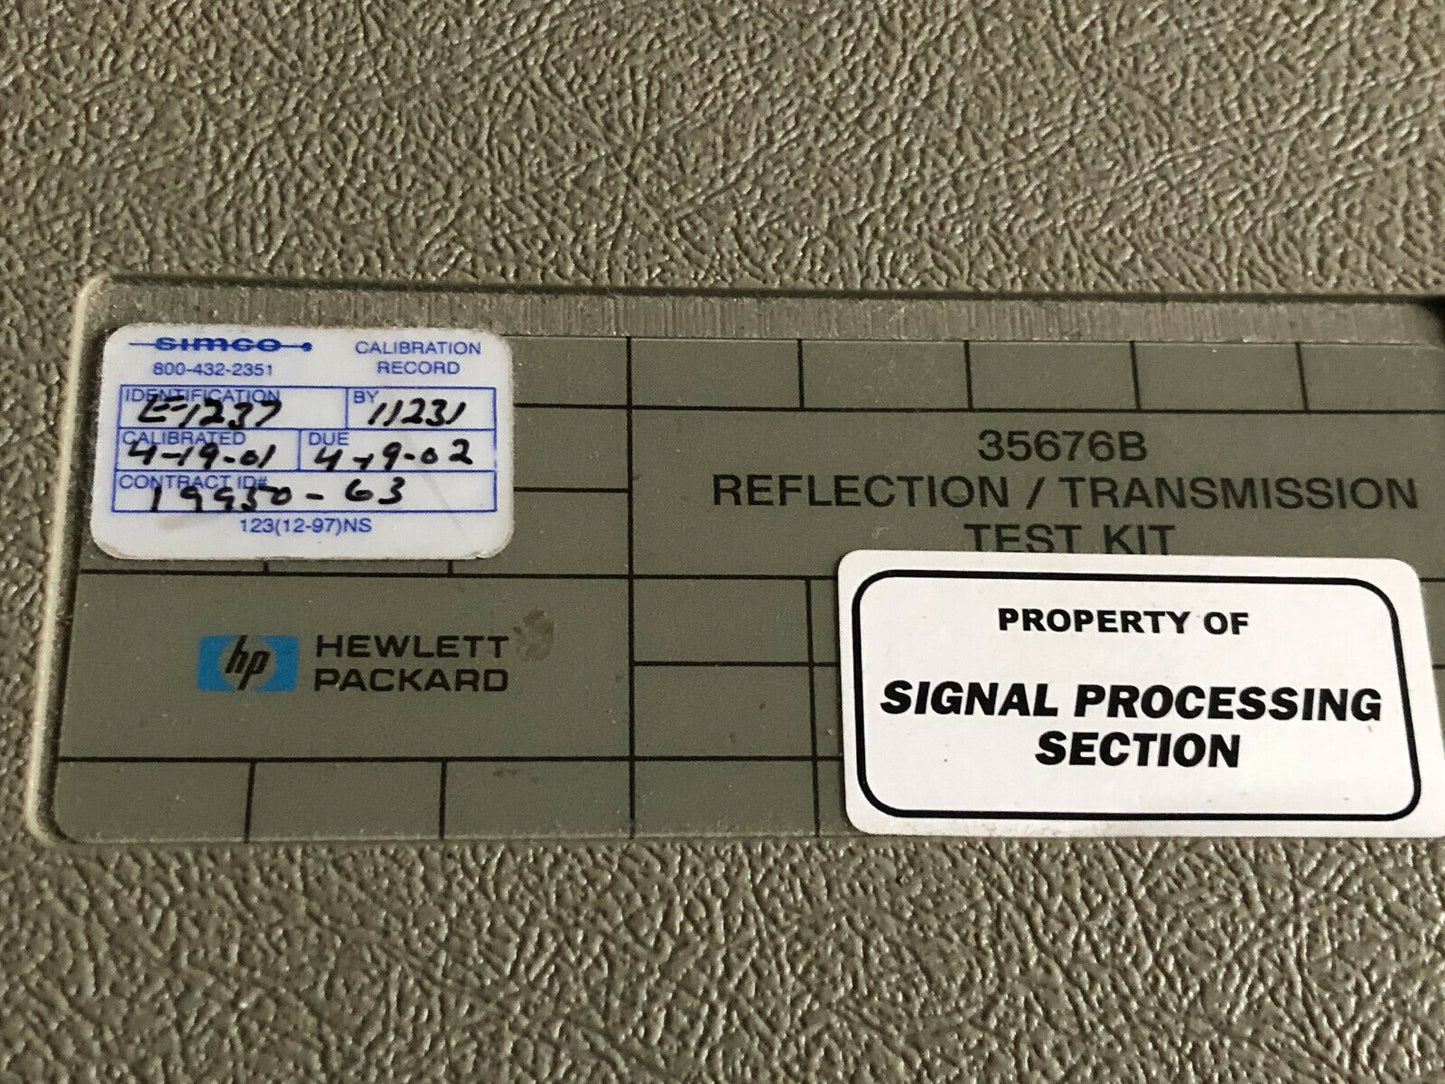 SIMCO
800-432-2351
CALIBRATION
RECORD
IDENTIFICATION
E-1237
BY
11231
CALIBRATED
4-19-01
DUE
4-19-02
CONTRACT ID#
19950-63
123(12-97)NS
35676B
REFLECTION / TRANSMISSION
TEST KIT
hp HEWLETT
PACKARD
PROPERTY OF
SIGNAL PROCESSING
SECTION